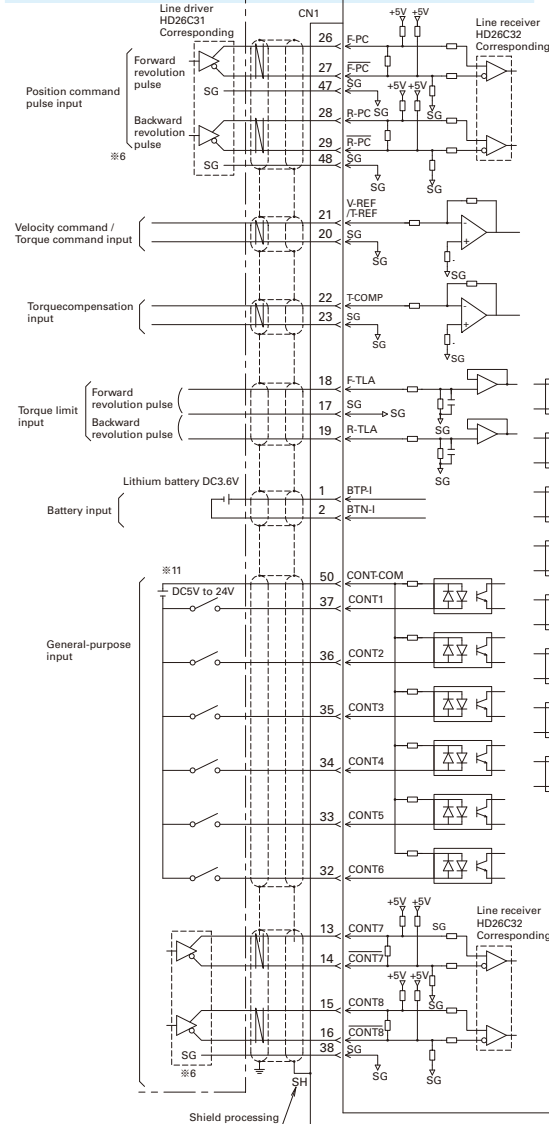 Line driver
HD26C31
Corresponding
CN1
+5V +5V
Line receiver
HD26C32
Corresponding
Position command
pulse input
Forward
revolution
pulse
Backward
revolution
pulse
※6
26 F-PC
27 F-PC
SG 47 SG
SG
+5V +5V
28 R-PC
29 R-PC
SG 48 SG
SG
SG
Velocity command /
Torque command input
21 V-REF
/T-REF
20 SG
SG
SG
Torquecompensation
input
22 T-COMP
23 SG
SG
SG
Torque limit
input
Forward
revolution pulse
Backward
revolution pulse
18 F-TLA
17 SG
SG
SG
19 R-TLA
SG
Lithium battery DC3.6V
Battery input
1 BTP-I
2 BTN-I
※11
DC5V to 24V
General-purpose
input
50 CONT-COM
37 CONT1
36 CONT2
35 CONT3
34 CONT4
33 CONT5
32 CONT6
+5V +5V
Line receiver
HD26C32
Corresponding
13 CONT7
SG
14 CONT7
+5V +5V
SG
15 CONT8
16 CONT8
SG 38 SG
※6
SG
SG
SH
Shield processing